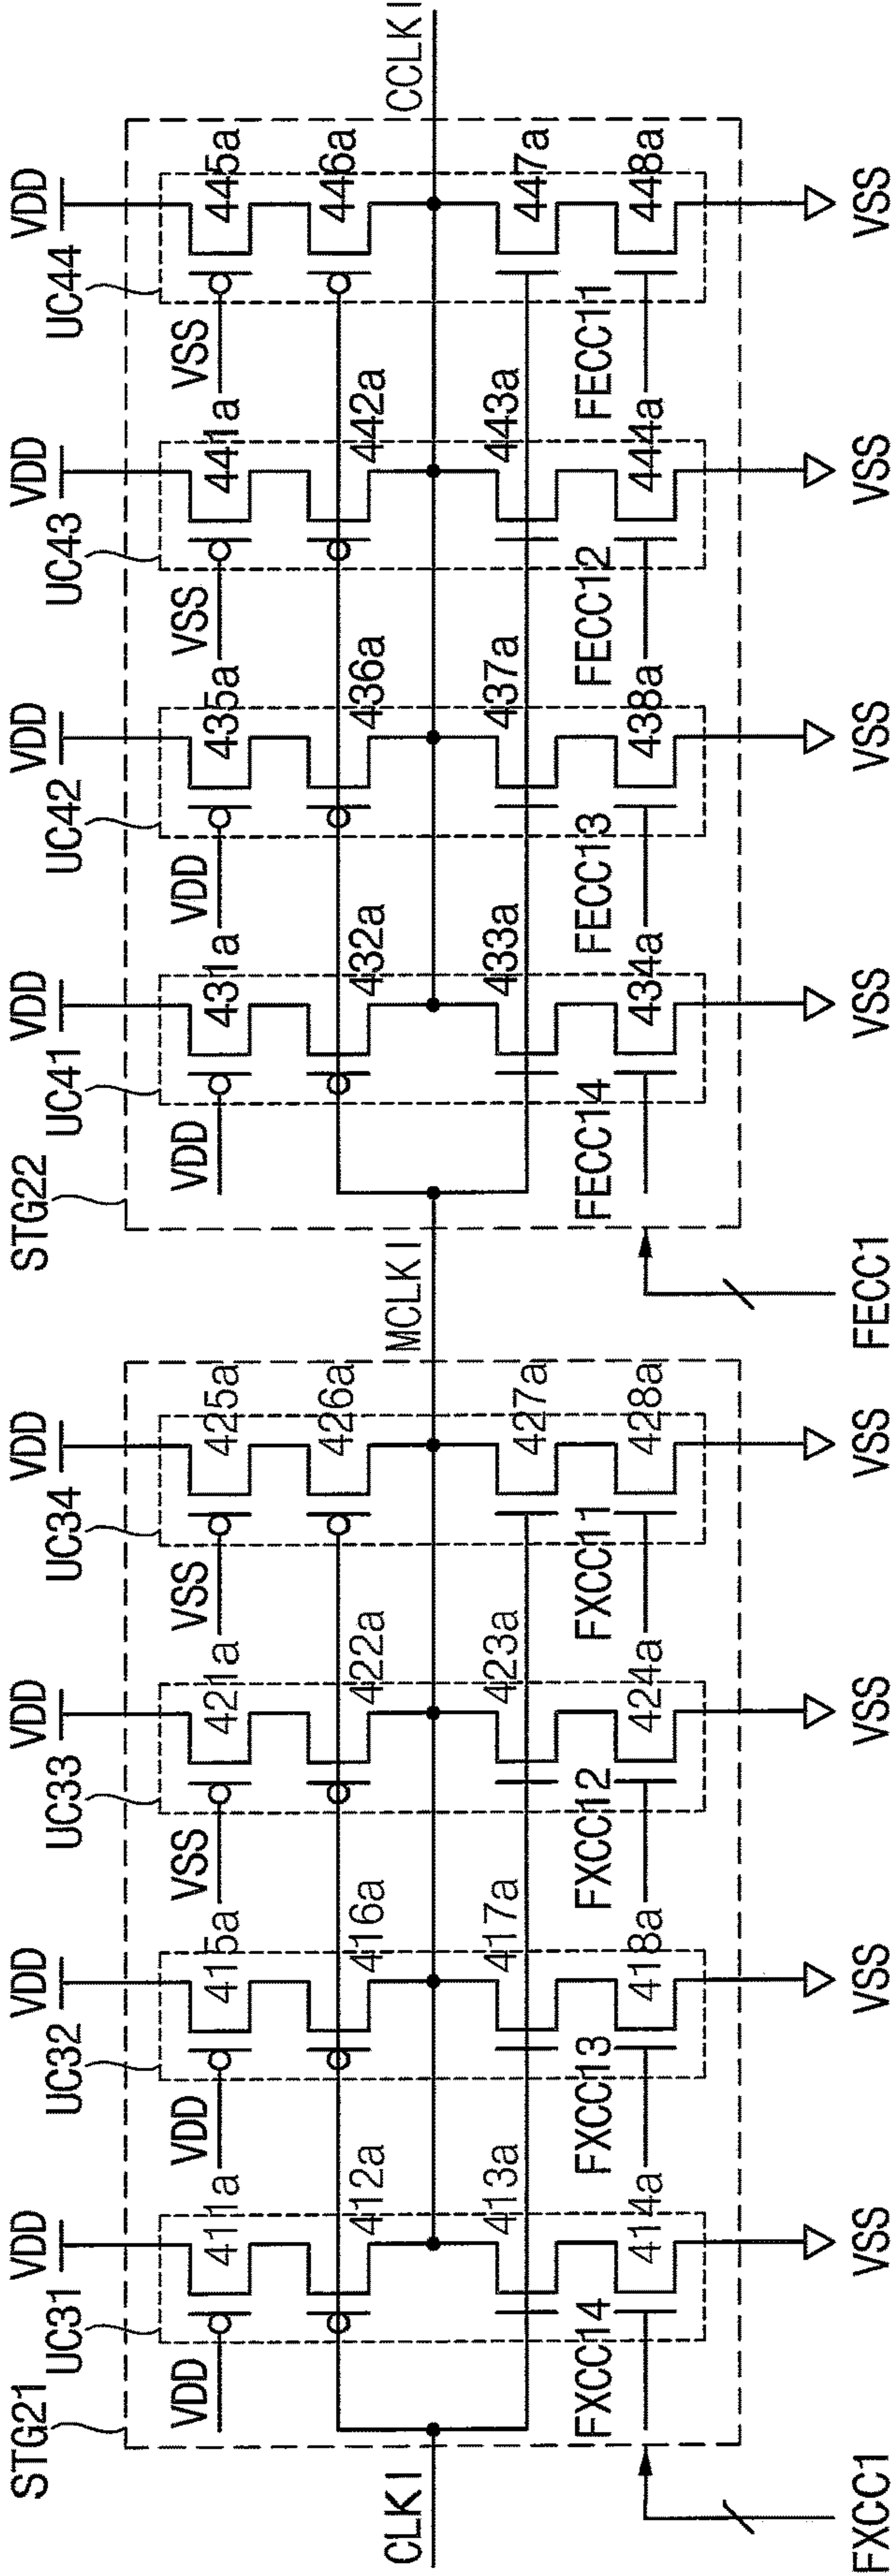 STG21
UC31
VDD
UC32
VDD
UC33
VDD
UC34
VDD
VDD
411a
VDD
415a
VSS
421a
VSS
425a
412a
416a
422a
426a
CLKI
MCLKI
413a
417a
423a
427a
FXCC14
414a
FXCC13
418a
FXCC12
424a
FXCC11
428a
VSS
VSS
VSS
VSS
FXCC1
STG22
UC41
VDD
UC42
VDD
UC43
VDD
UC44
VDD
VDD
431a
VDD
435a
VSS
441a
VSS
445a
432a
436a
442a
446a
CCLKI
433a
437a
443a
447a
FECC14
434a
FECC13
438a
FECC12
444a
FECC11
448a
VSS
VSS
VSS
VSS
FECC1